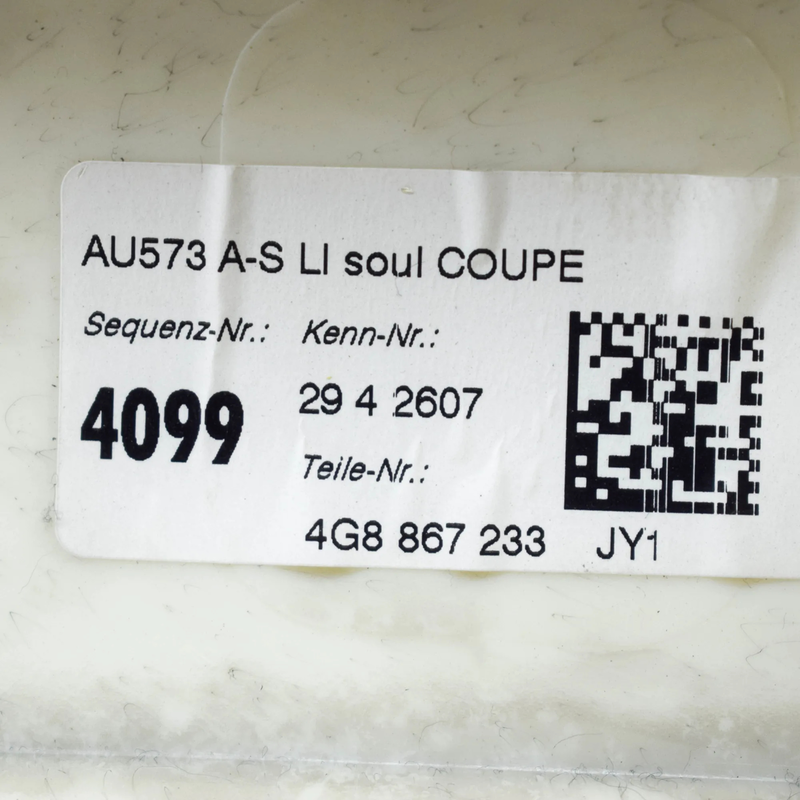 AU573 A-S LI soul COUPE
Sequenz-Nr.: Kenn-Nr.:
4099 29 4 2607
Teile-Nr.:
4G8 867 233 JY1